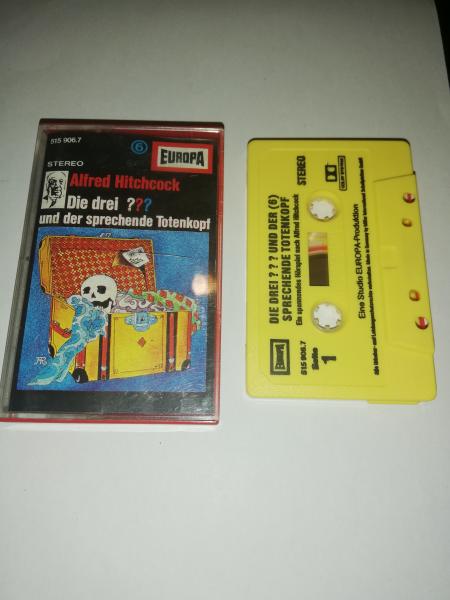 515 906.7
6
EUROPA
STEREO
Alfred Hitchcock
Die drei ???
und der sprechende Totenkopf
DIE DREI ? ? ? UND DER (6)
SPRECHENDE TOTENKOPF
Ein spannendes Hörspiel nach Alfred Hitchcock
STEREO
Eine Studio EUROPA-Produktion
EUROPA
515 906.7
Seite
1